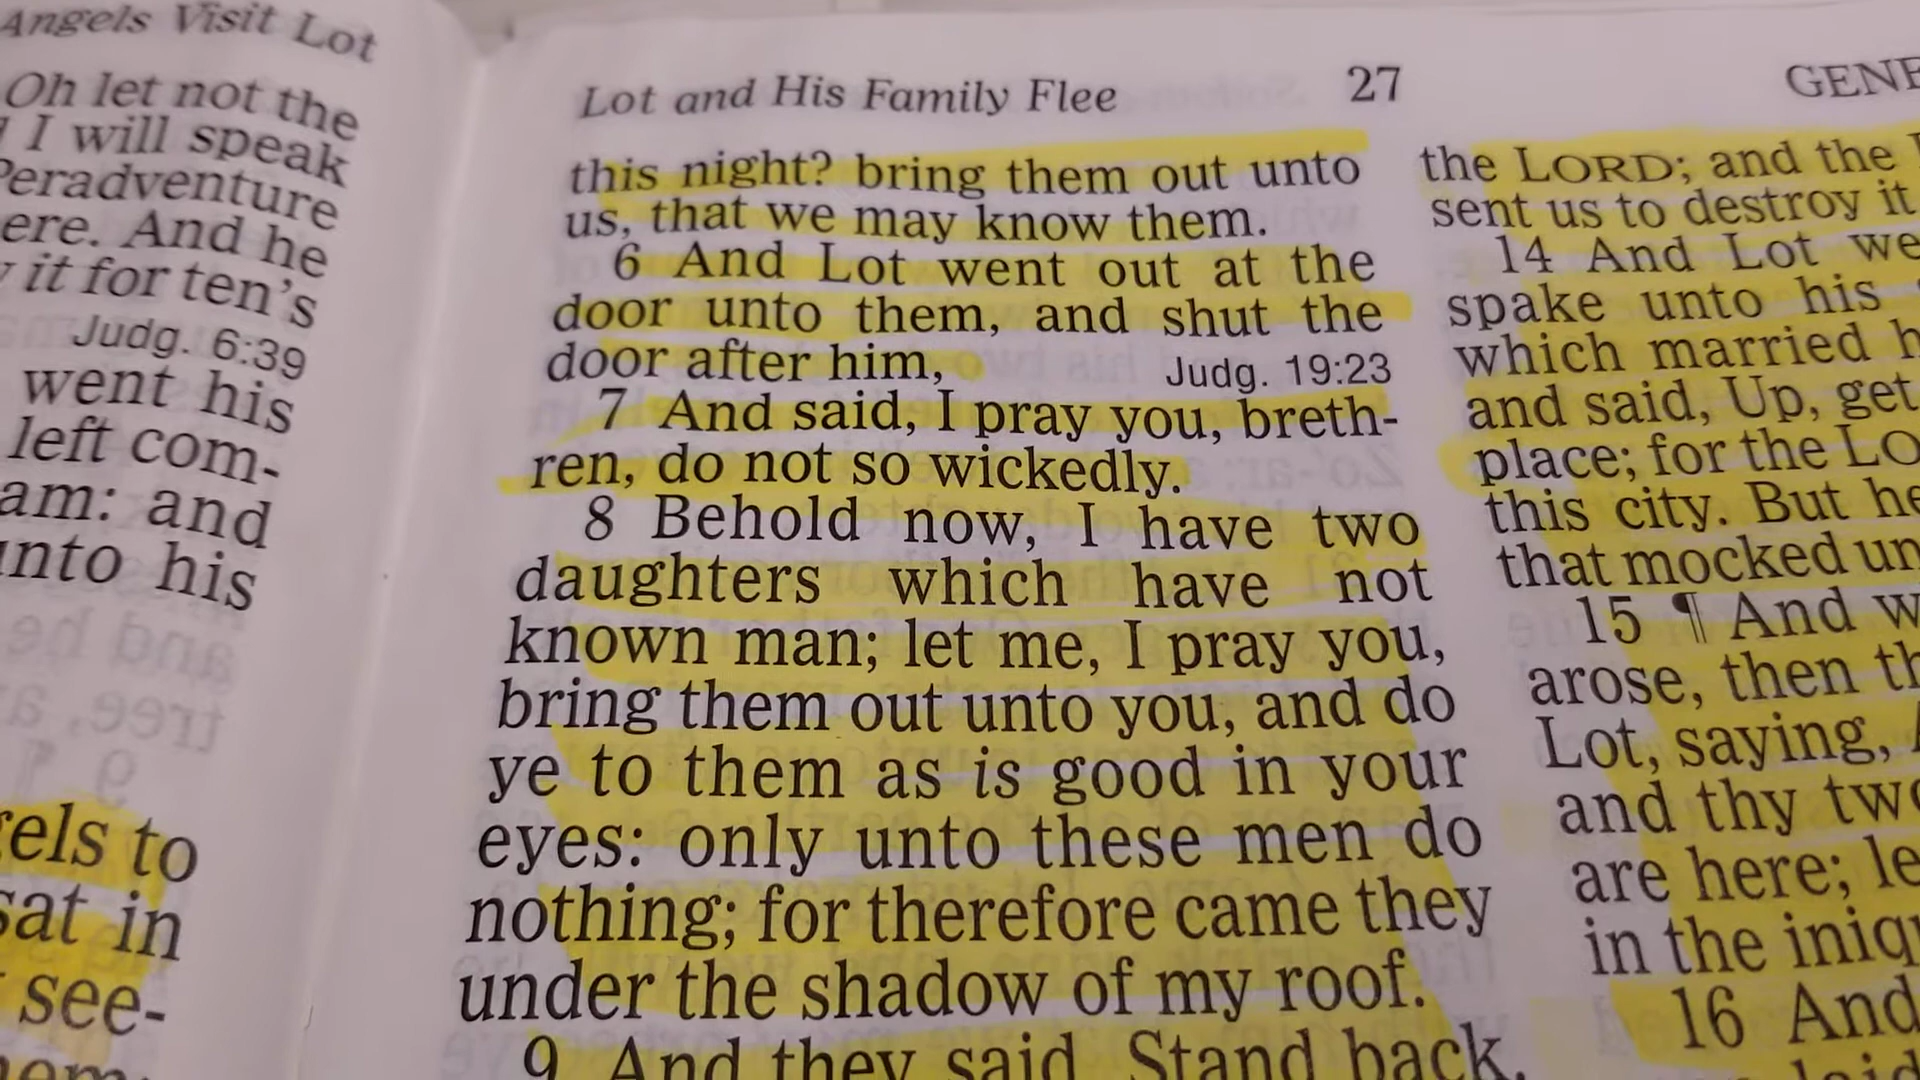 Angels Visit Lot
Oh let not the
I will speak
Peradventure
ere. And he
it for ten's
Judg. 6:39
went his
left com-
am: and
unto his
gels to
sat in
see-
Lot and His Family Flee 27
this night? bring them out unto
us, that we may know them.
6 And Lot went out at the
door unto them, and shut the
door after him, Judg. 19:23
7 And said, I pray you, breth-
ren, do not so wickedly.
8 Behold now, I have two
daughters which have not
known man; let me, I pray you,
bring them out unto you, and do
ye to them as is good in your
eyes: only unto these men do
nothing; for therefore came they
under the shadow of my roof.
9 And they said, Stand back.
GENE
the LORD; and the
sent us to destroy it
14 And Lot we
spake unto his
which married h
and said, Up, get
place; for the LO
this city. But he
that mocked un
15 ¶ And w
arose, then th
Lot, saying,
and thy two
are here; le
in the iniq
16 And